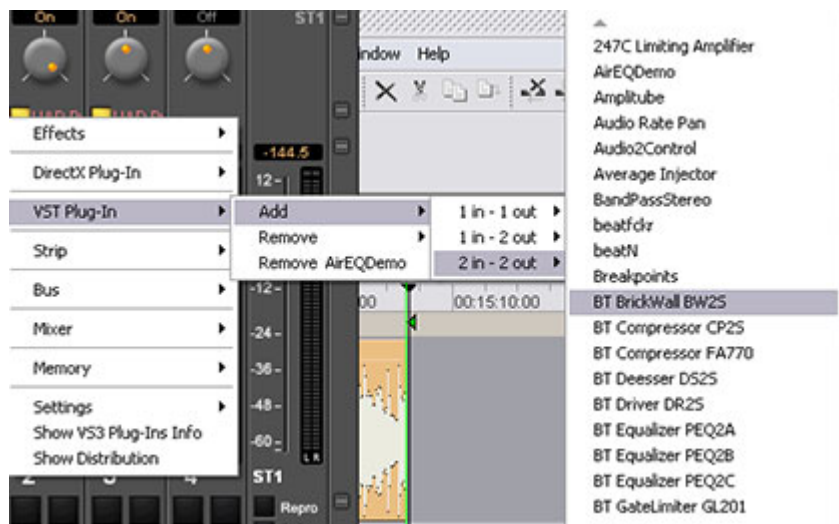 On
On
Off
ST1
Window Help
-144.5
12-
Effects
DirectX Plug-In
VST Plug-In
Strip
Bus
Mixer
Memory
Settings
Show VS3 Plug-Ins Info
Show Distribution
Add
Remove
Remove AirEQDemo
1 in - 1 out
1 in - 2 out
2 in - 2 out
-12-
-24-
-36-
-48-
-60-
L R
ST1
Repro
00
00:15:10:00
247C Limiting Amplifier
AirEQDemo
Amplitube
Audio Rate Pan
Audio2Control
Average Injector
BandPassStereo
beatfckr
beatN
Breakpoints
BT BrickWall BW2S
BT Compressor CP2S
BT Compressor FA770
BT Deesser DS2S
BT Driver DR2S
BT Equalizer PEQ2A
BT Equalizer PEQ2B
BT Equalizer PEQ2C
BT GateLimiter GL201